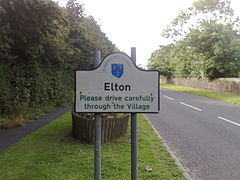 Elton
Please drive carefully
through the Village